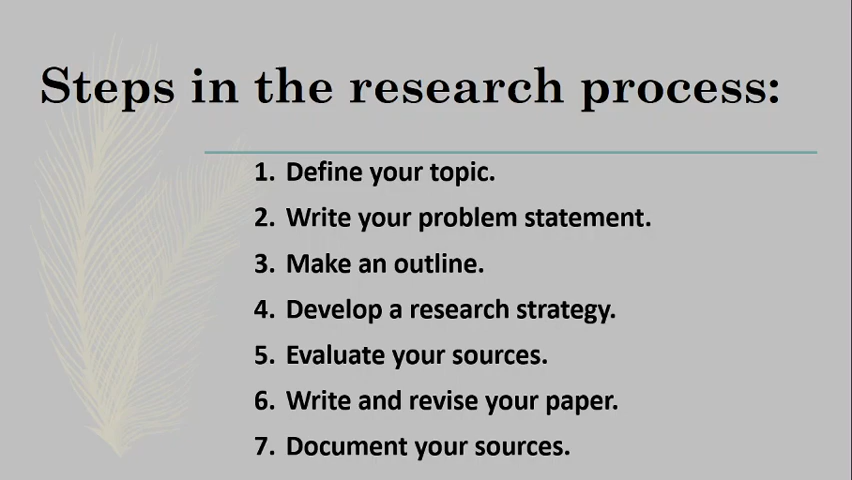 Steps in the research process:
1. Define your topic.
2. Write your problem statement.
3. Make an outline.
4. Develop a research strategy.
5. Evaluate your sources.
6. Write and revise your paper.
7. Document your sources.